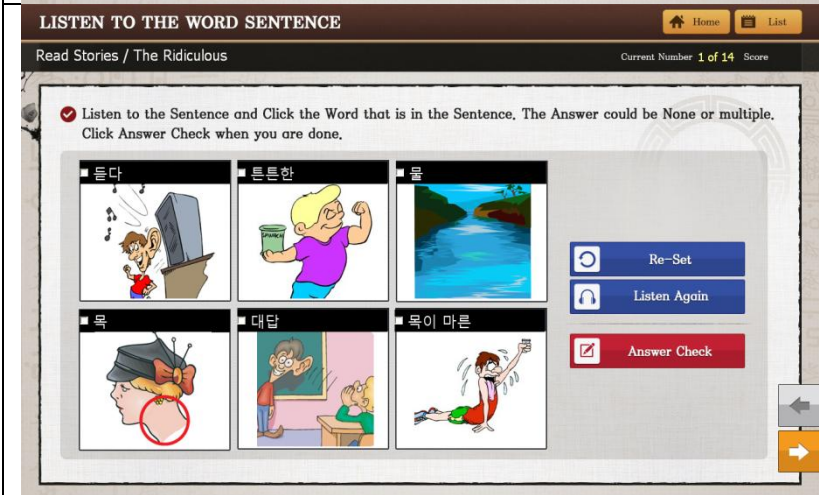 LISTEN TO THE WORD SENTENCE
Home
List
Read Stories / The Ridiculous
Current Number 1 of 14 Score
Listen to the Sentence and Click the Word that is in the Sentence. The Answer could be None or multiple.
Click Answer Check when you are done.
듣다
튼튼한
물
SPINACH
Re-Set
Listen Again
목
대답
목이 마른
Answer Check